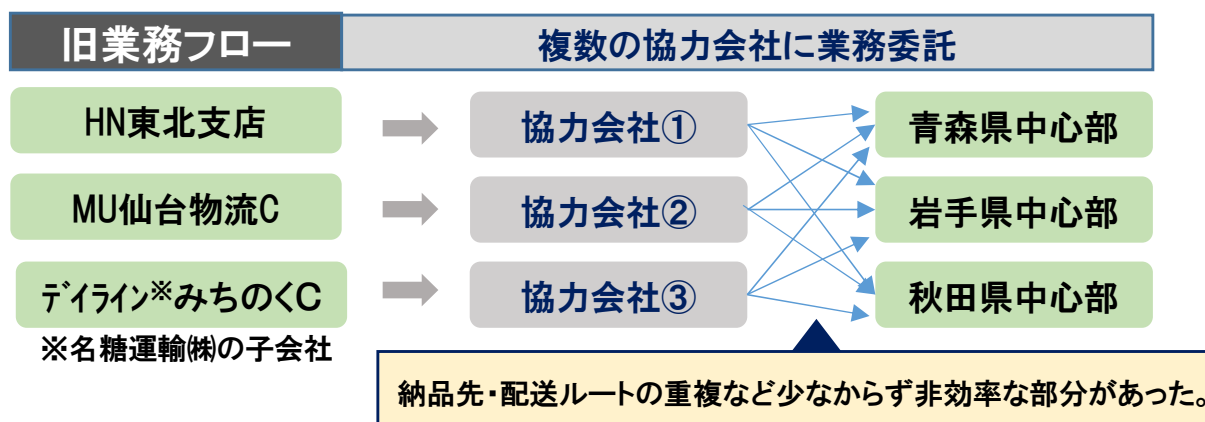 旧業務フロー
複数の協力会社に業務委託
HN東北支店
協力会社①
青森県中心部
MU仙台物流C
協力会社②
岩手県中心部
ﾃﾞｲﾗｲﾝ※みちのくC
協力会社③
秋田県中心部
※名糖運輸㈱の子会社
納品先・配送ルートの重複など少なからず非効率な部分があった。